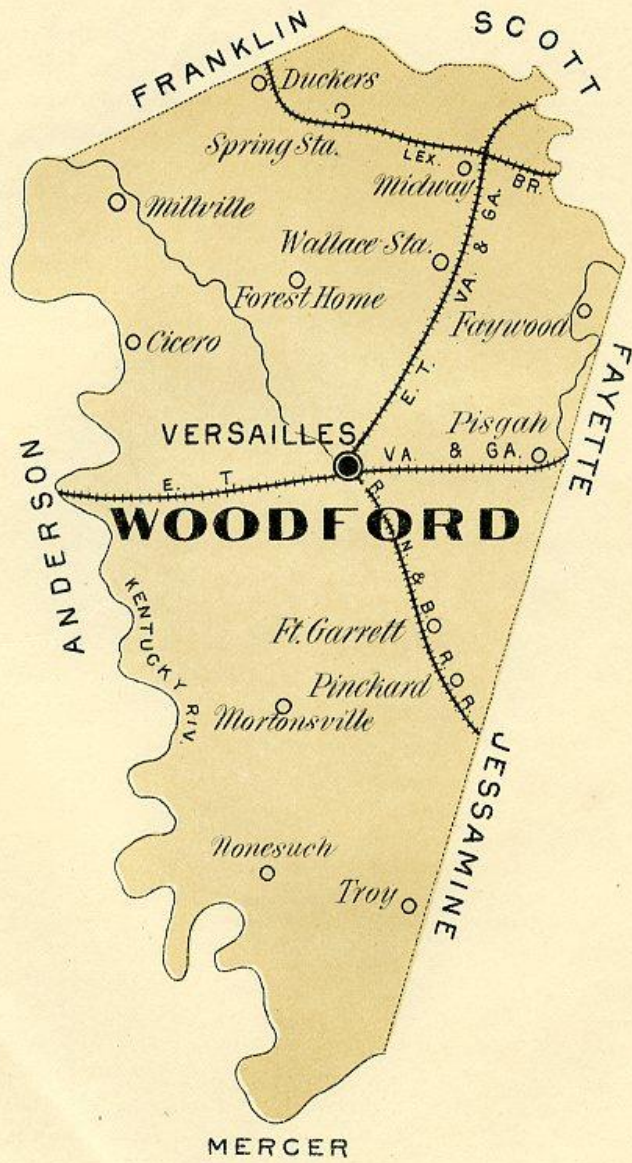 FRANKLIN
SCOTT
Duckers
Spring Sta.
LEX.
BR.
Midway
Millville
Wallace Sta.
VA. & GA.
E. T.
Forest Home
Faywood
Cicero
FAYETTE
Pisgah
VERSAILLES
VA. & GA.
E. T.
ANDERSON
WOODFORD
R. N. & B
R. R.
KENTUCKY RIV.
Ft. Garrett
Pinckard
Mortonsville
JESSAMINE
Nonesuch
Troy
MERCER